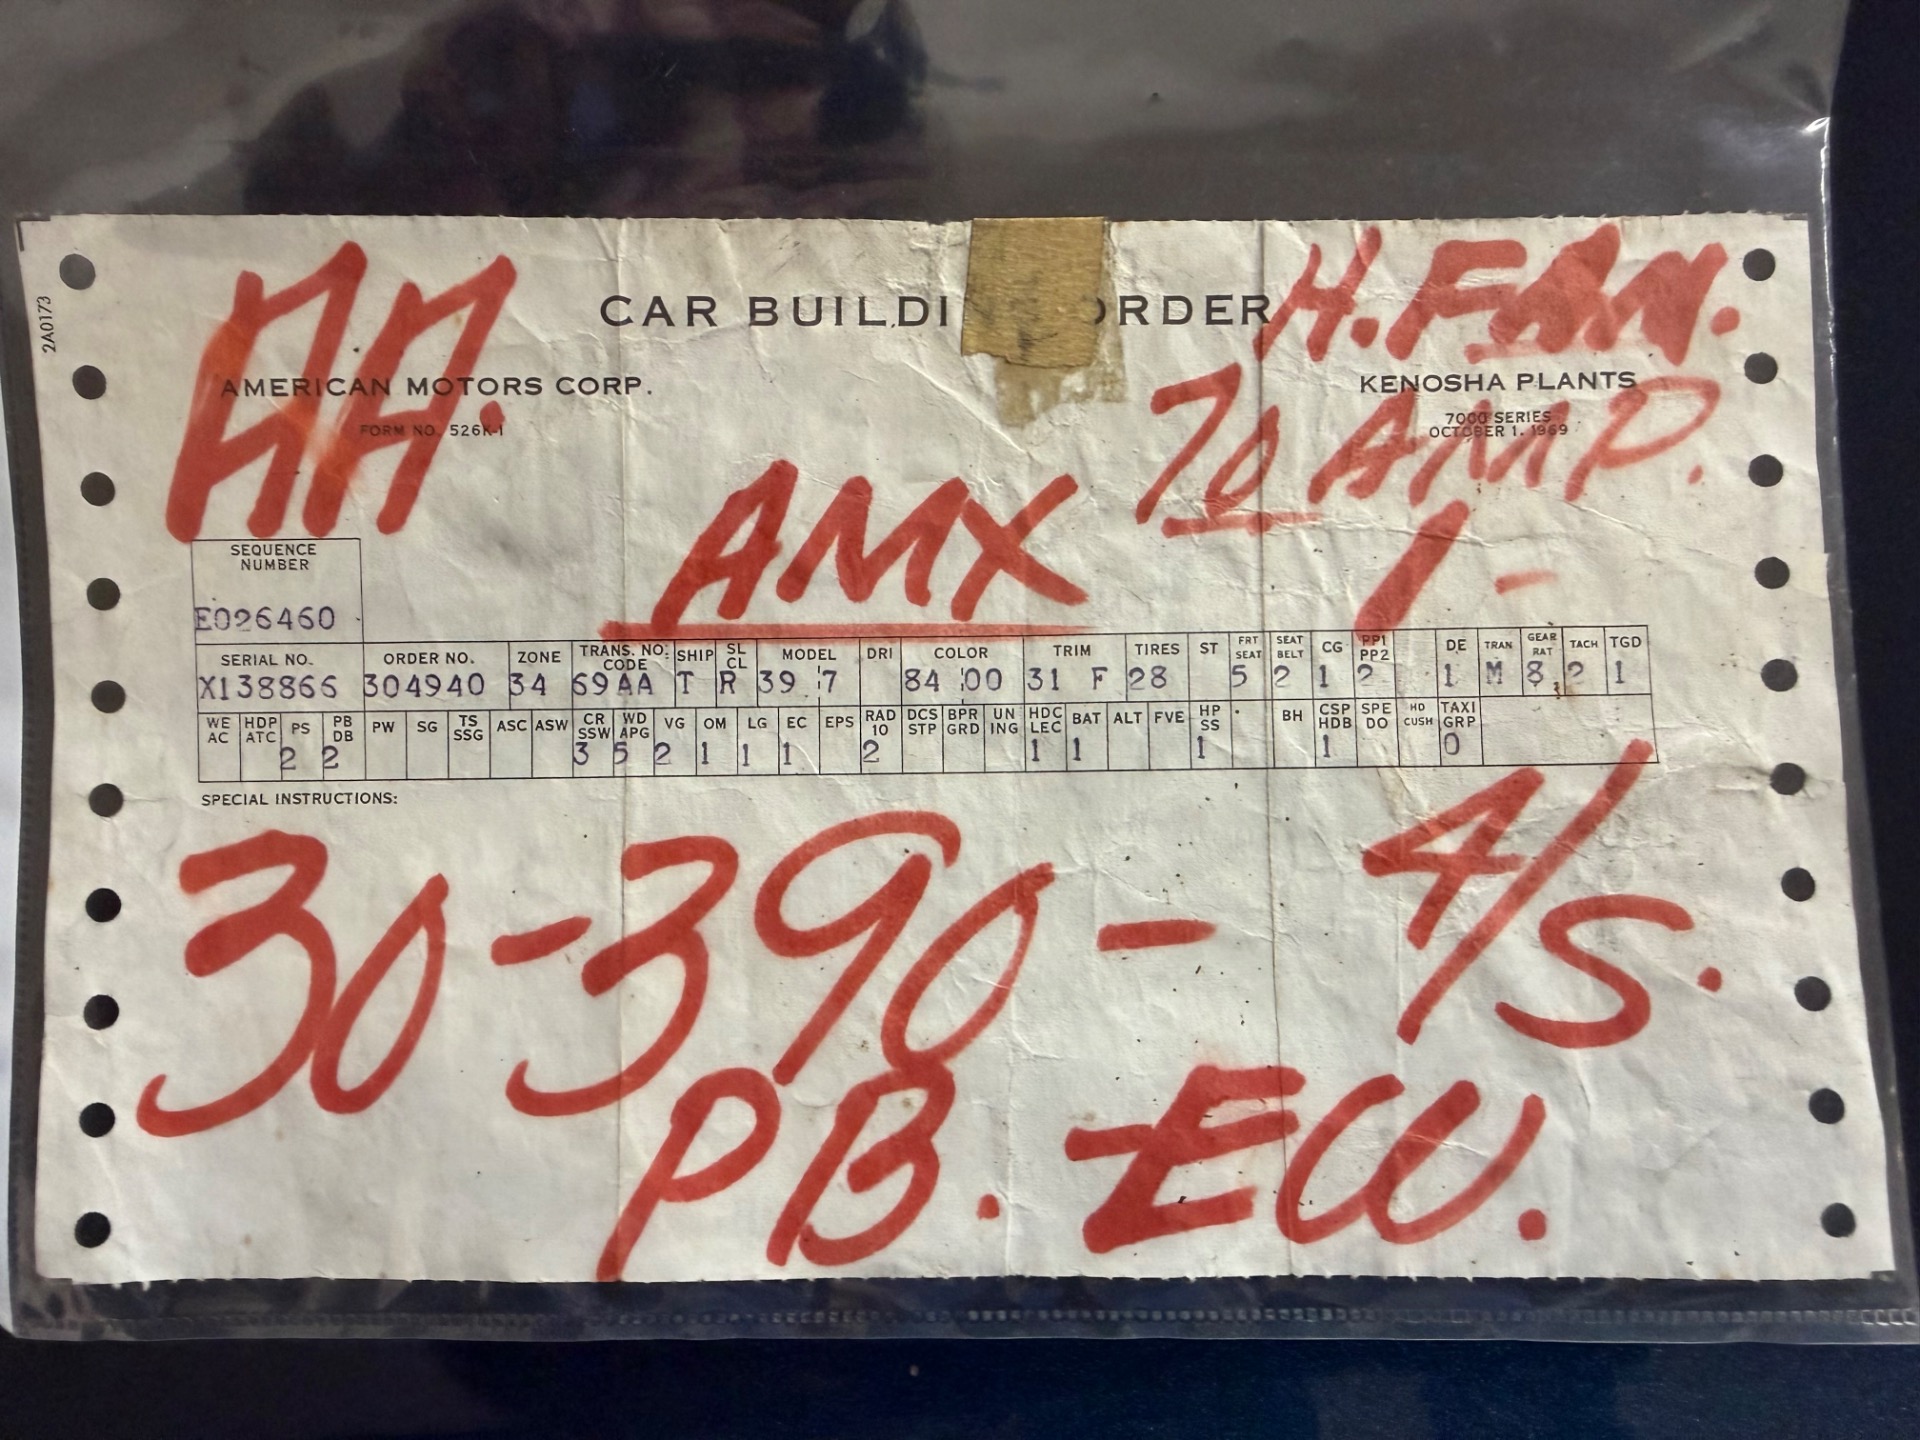 2A0173
AA.
CAR BUILDI ORDER
H. FAN.
AMERICAN MOTORS CORP.
KENOSHA PLANTS
FORM NO. 526K-1
7000 SERIES
OCTOBER 1. 1969
70 AMP.
AMX
1 -
SEQUENCE NUMBER
E026460
SERIAL NO. ORDER NO. ZONE TRANS. NO. CODE SHIP SL CL MODEL DRI COLOR TRIM TIRES ST FRT SEAT SEAT BELT CG PP1 PP2 DE TRAN GEAR RAT TACH TGD
X138866 304940 34 69 AA T R 39 7 84 00 31 F 28 5 2 1 2 1 M 8 2 1
WE AC HDP ATC PS PB DB PW SG TS SSG ASC ASW CR SSW WD APG VG OM LG EC EPS RAD 10 DCS STP BPR GRD UN ING HDC LEC BAT ALT FVE HP SS BH CSP HDB SPE DO HD CUSH TAXI GRP
2 2 3 5 2 1 1 1 2 1 1 1 1 0
SPECIAL INSTRUCTIONS:
30-390- 4/S.
PB. EW.